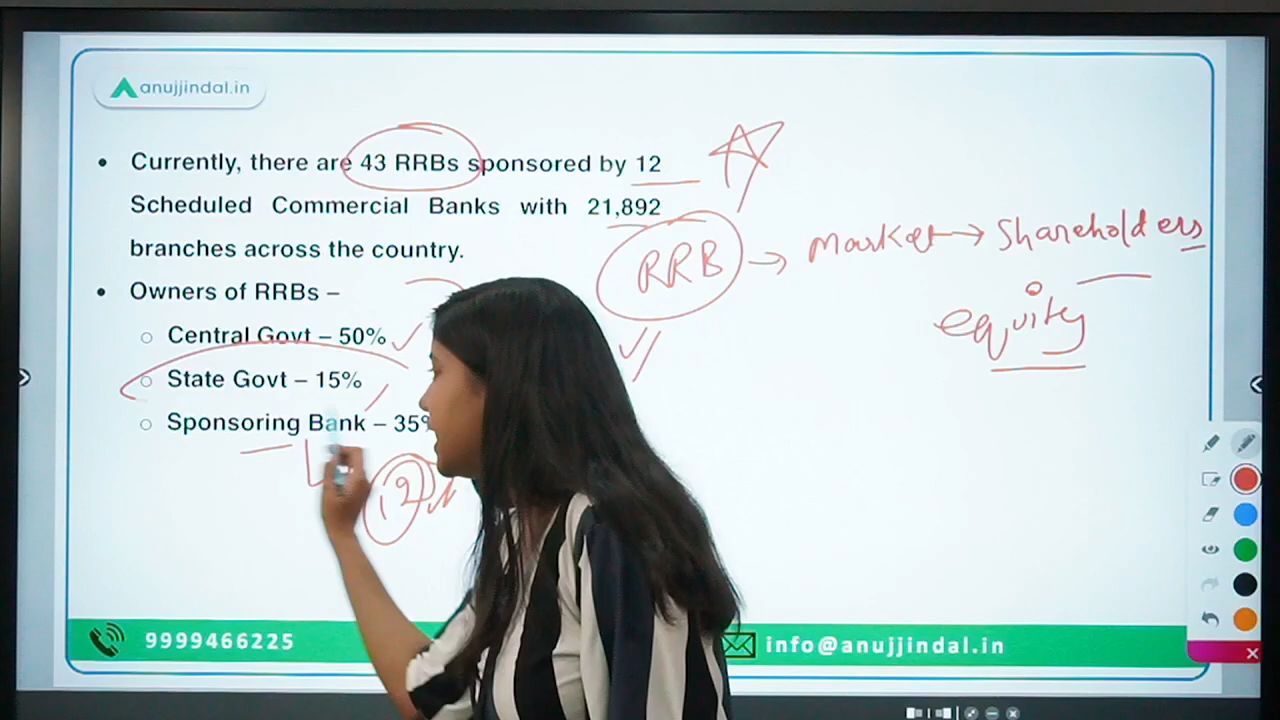 anujjindal.in
• Currently, there are 43 RRBs sponsored by 12
Scheduled Commercial Banks with 21,892
branches across the country.
• Owners of RRBs –
○ Central Govt – 50%
○ State Govt – 15%
○ Sponsoring Bank – 35%
12
RRB → Market → Shareholders
equity
9999466225
info@anujjindal.in